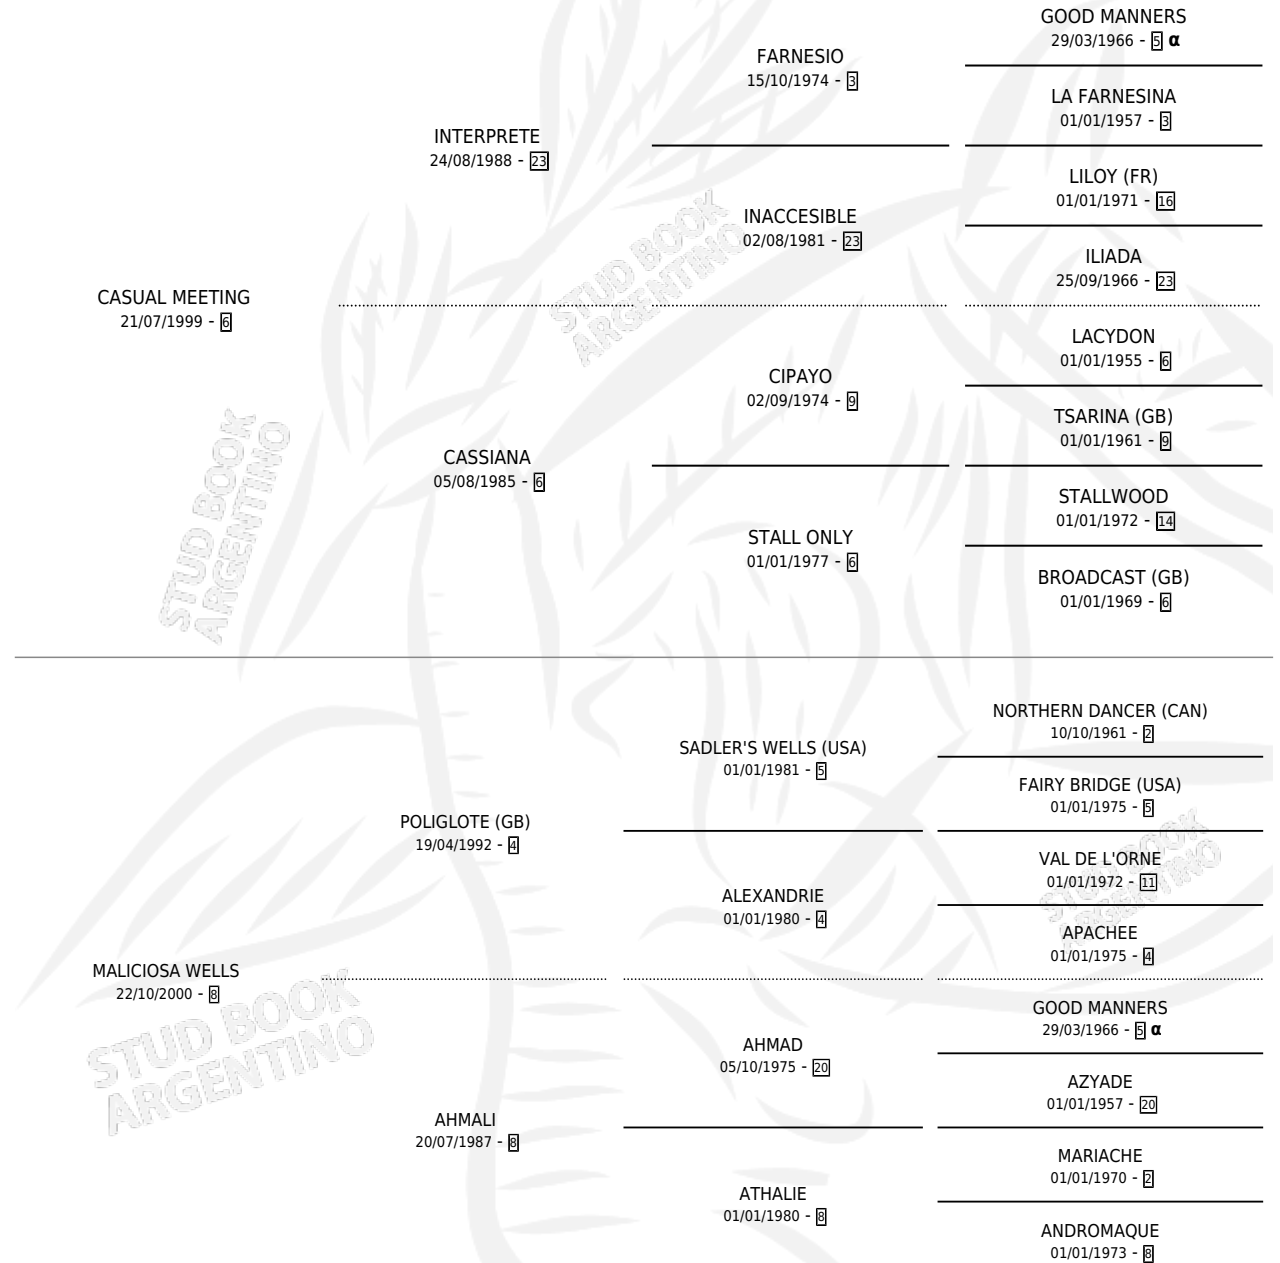 GOOD MANNERS
29/03/1966 - 5 α
FARNESIO
15/10/1974 - 3
LA FARNESINA
01/01/1957 - 3
INTERPRETE
24/08/1988 - 23
LILOY (FR)
01/01/1971 - 16
INACCESIBLE
02/08/1981 - 23
ILIADA
25/09/1966 - 23
CASUAL MEETING
21/07/1999 - 6
LACYDON
01/01/1955 - 6
CIPAYO
02/09/1974 - 9
TSARINA (GB)
01/01/1961 - 9
CASSIANA
05/08/1985 - 6
STALLWOOD
01/01/1972 - 14
STALL ONLY
01/01/1977 - 6
BROADCAST (GB)
01/01/1969 - 6
NORTHERN DANCER (CAN)
10/10/1961 - 2
SADLER'S WELLS (USA)
01/01/1981 - 5
FAIRY BRIDGE (USA)
01/01/1975 - 5
POLIGLOTE (GB)
19/04/1992 - 4
VAL DE L'ORNE
01/01/1972 - 11
ALEXANDRIE
01/01/1980 - 4
APACHEE
01/01/1975 - 4
MALICIOSA WELLS
22/10/2000 - 8
GOOD MANNERS
29/03/1966 - 5 α
AHMAD
05/10/1975 - 20
AZYADE
01/01/1957 - 20
AHMALI
20/07/1987 - 8
MARIACHE
01/01/1970 - 2
ATHALIE
01/01/1980 - 8
ANDROMAQUE
01/01/1973 - 8
STUD BOOK
ARGENTINO
STUD BOOK
ARGENTINO
STUD BOOK
ARGENTINO
STUD BOOK
ARGENTINO